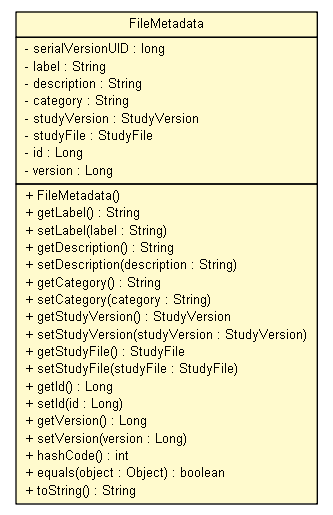 FileMetadata
- serialVersionUID : long
- label : String
- description : String
- category : String
- studyVersion : StudyVersion
- studyFile : StudyFile
- id : Long
- version : Long
+ FileMetadata()
+ getLabel() : String
+ setLabel(label : String)
+ getDescription() : String
+ setDescription(description : String)
+ getCategory() : String
+ setCategory(category : String)
+ getStudyVersion() : StudyVersion
+ setStudyVersion(studyVersion : StudyVersion)
+ getStudyFile() : StudyFile
+ setStudyFile(studyFile : StudyFile)
+ getId() : Long
+ setId(id : Long)
+ getVersion() : Long
+ setVersion(version : Long)
+ hashCode() : int
+ equals(object : Object) : boolean
+ toString() : String